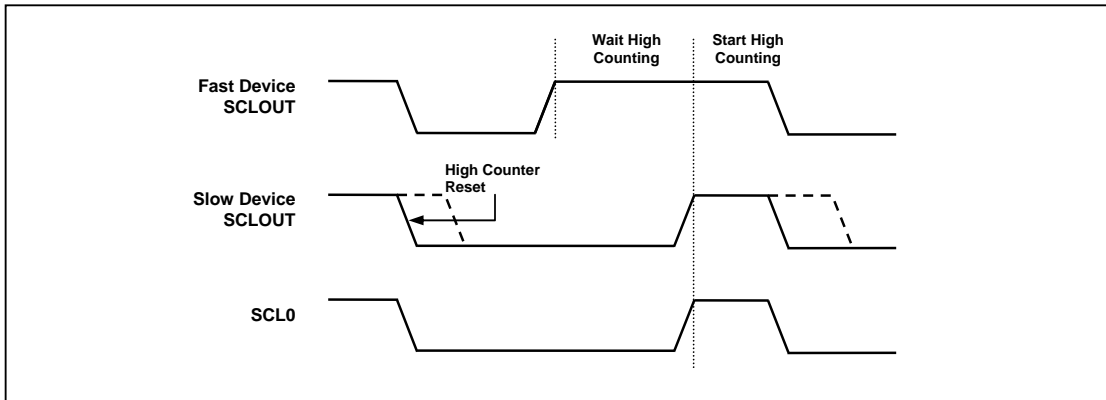 Wait High
Counting
Start High
Counting
Fast Device
SCLOUT
High Counter
Reset
Slow Device
SCLOUT
SCL0